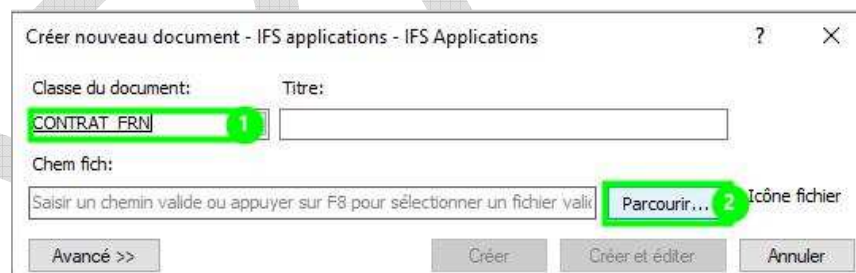 Créer nouveau document - IFS applications - IFS Applications ?
Classe du document: Titre:
CONTRAT_FRN 1
Chem fich:
Saisir un chemin valide ou appuyer sur F8 pour sélectionner un fichier valid Parcourir... 2 Icône fichier
Avancé >> Créer Créer et éditer Annuler